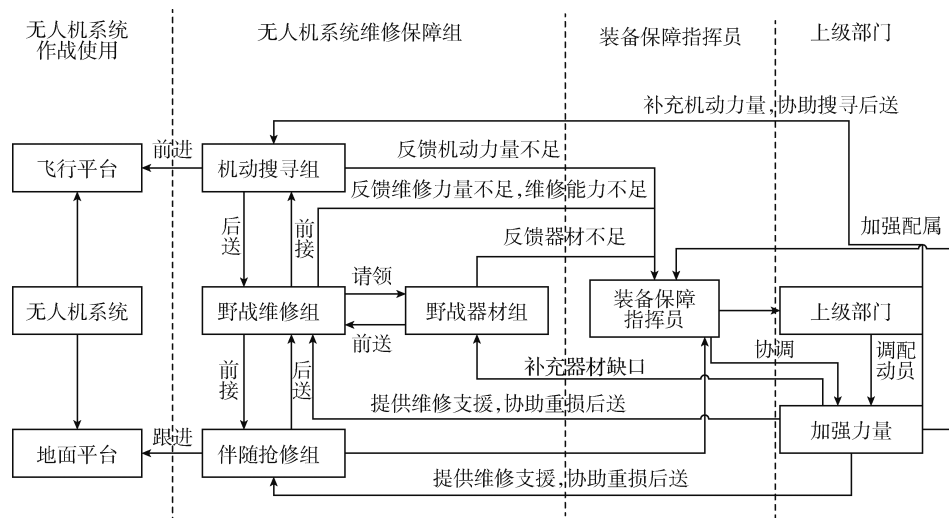 无人机系统
作战使用
无人机系统维修保障组
装备保障指挥员
上级部门
补充机动力量,协助搜寻后送
前进
反馈机动力量不足
飞行平台
机动搜寻组
反馈维修力量不足,维修能力不足
后送
前接
加强配属
反馈器材不足
请领
无人机系统
野战维修组
野战器材组
装备保障
指挥员
上级部门
前送
协调
调配
动员
前接
后送
补充器材缺口
提供维修支援,协助重损后送
加强力量
跟进
地面平台
伴随抢修组
提供维修支援,协助重损后送